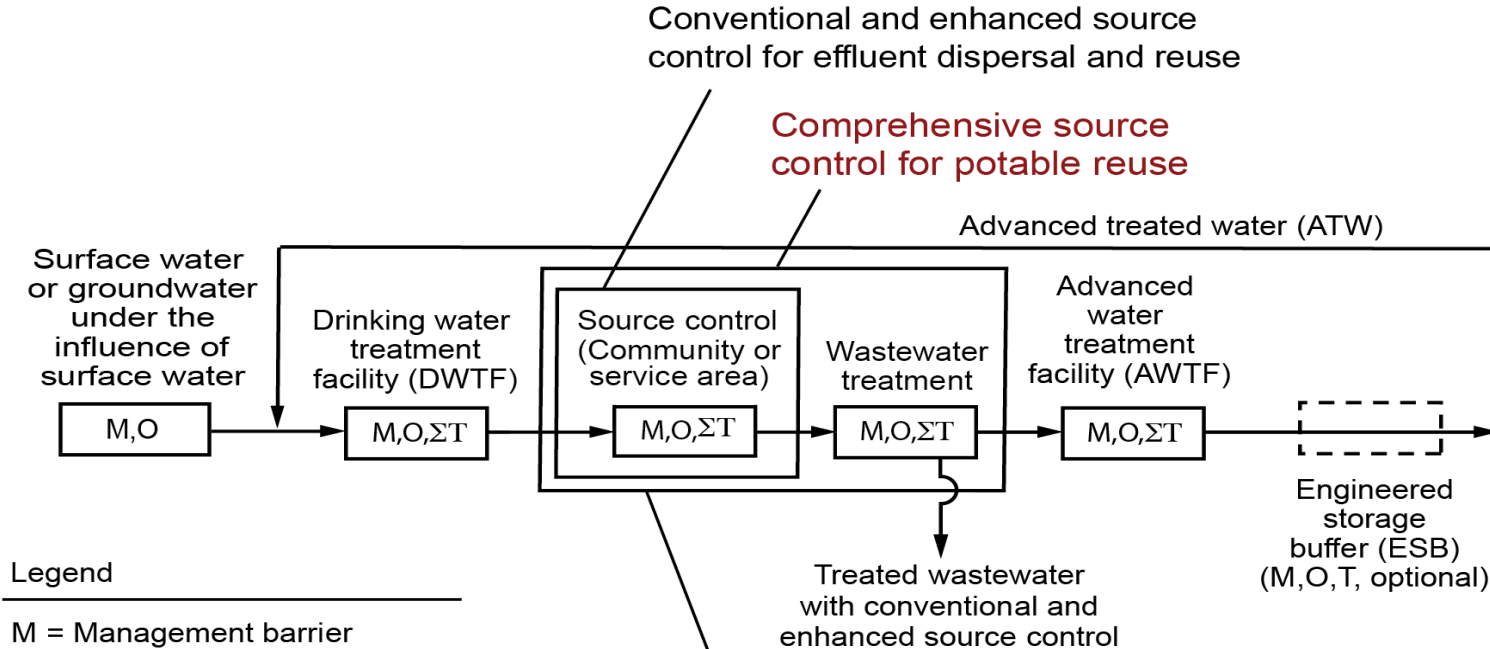 Conventional and enhanced source
control for effluent dispersal and reuse
Comprehensive source
control for potable reuse
Advanced treated water (ATW)
Surface water
or groundwater
under the
influence of
surface water
M,O
Drinking water
treatment
facility (DWTF)
M,O,ΣT
Source control
(Community or
service area)
M,O,ΣT
Wastewater
treatment
M,O,ΣT
Advanced
water
treatment
facility (AWTF)
M,O,ΣT
Engineered
storage
buffer (ESB)
(M,O,T, optional)
Treated wastewater
with conventional and
enhanced source control
Legend
M = Management barrier